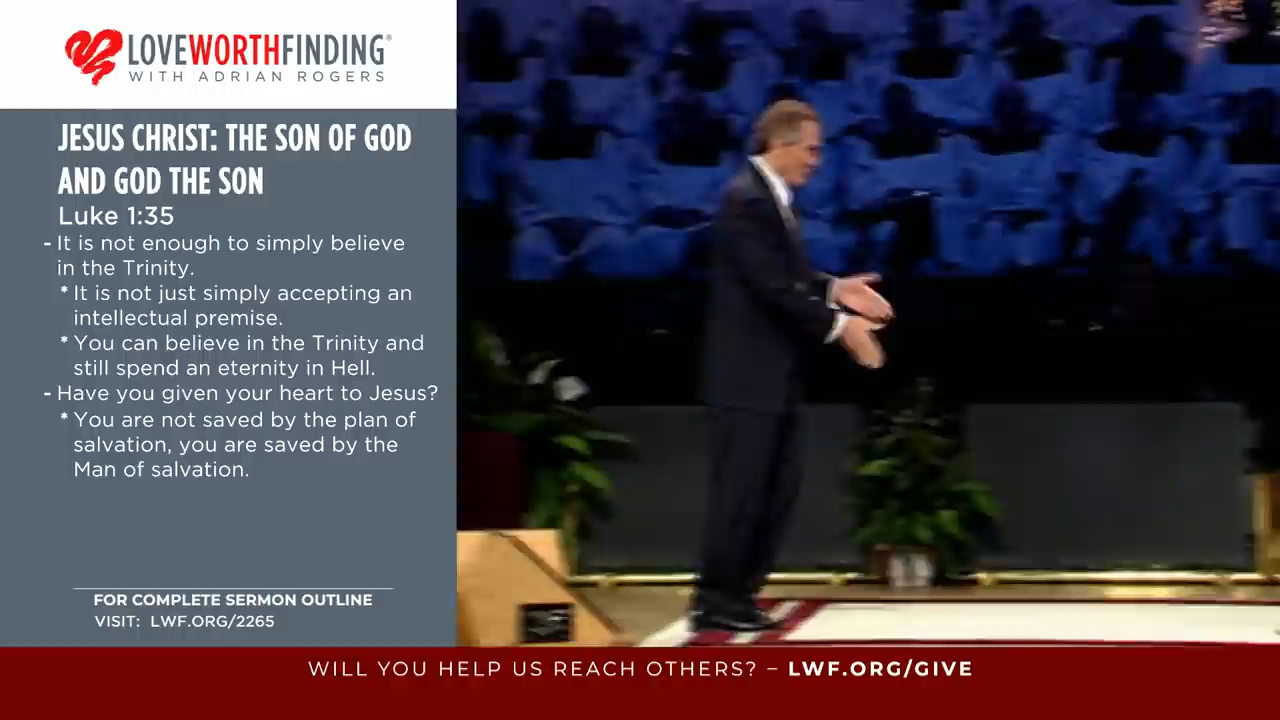 LOVEWORTHFINDING®
WITH ADRIAN ROGERS
JESUS CHRIST: THE SON OF GOD
AND GOD THE SON
Luke 1:35
- It is not enough to simply believe
in the Trinity.
* It is not just simply accepting an
intellectual premise.
* You can believe in the Trinity and
still spend an eternity in Hell.
- Have you given your heart to Jesus?
* You are not saved by the plan of
salvation, you are saved by the
Man of salvation.
FOR COMPLETE SERMON OUTLINE
VISIT: LWF.ORG/2265
WILL YOU HELP US REACH OTHERS? – LWF.ORG/GIVE